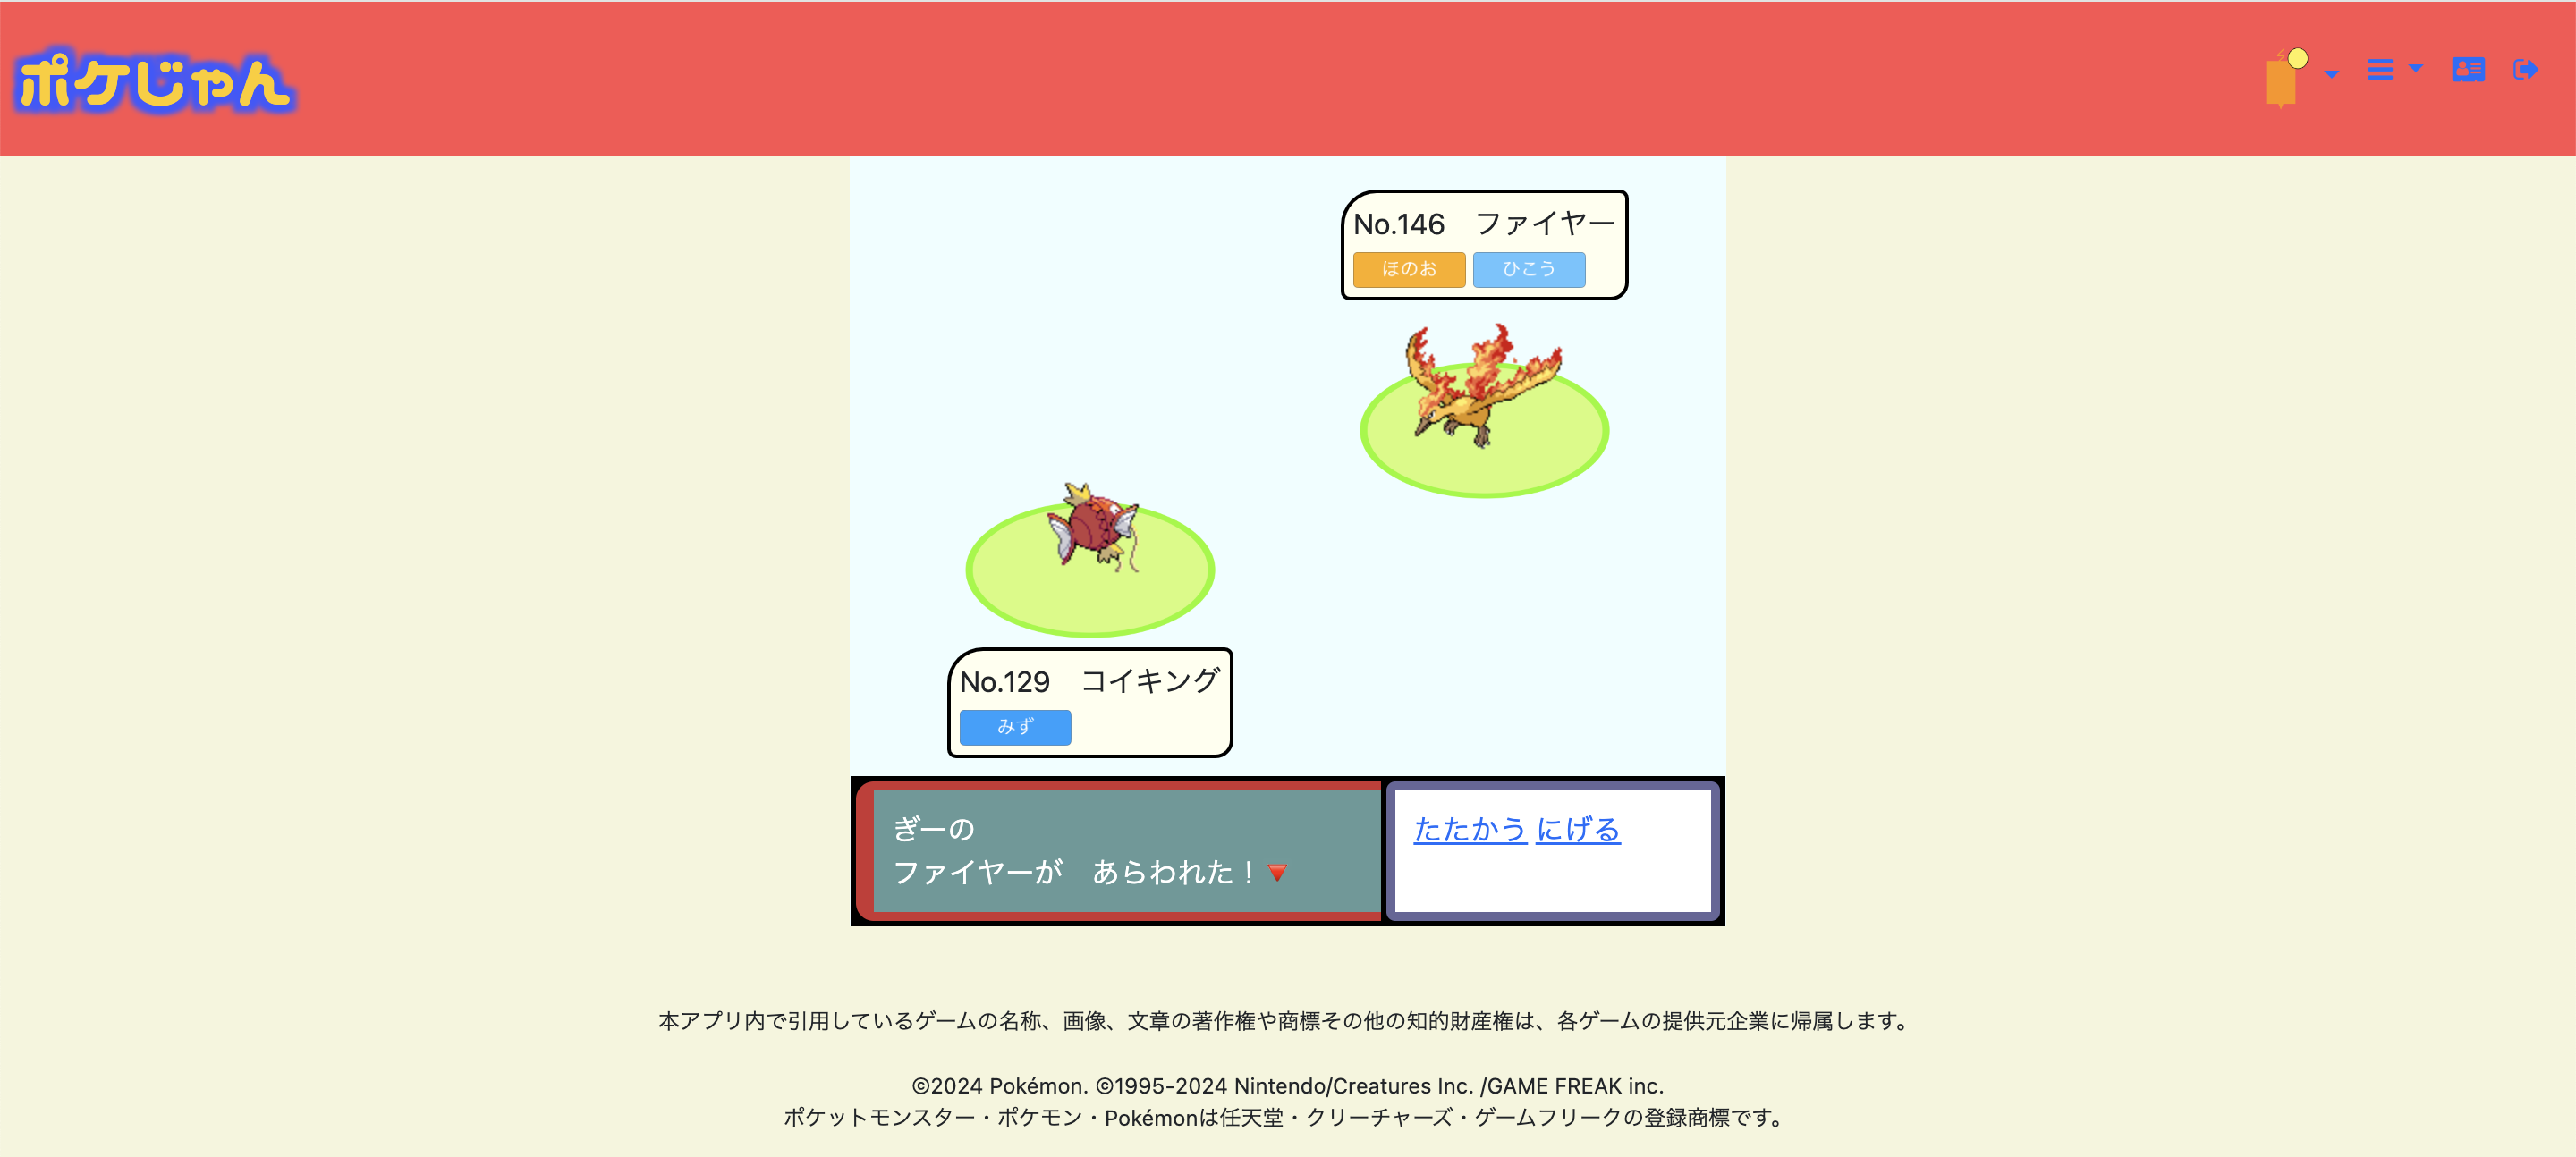 ポケじゃん
No.146　ファイヤー
ほのお ひこう
No.129　コイキング
みず
ぎーの
ファイヤーが　あらわれた！🔻
たたかう にげる
本アプリ内で引用しているゲームの名称、画像、文章の著作権や商標その他の知的財産権は、各ゲームの提供元企業に帰属します。
©2024 Pokémon. ©1995-2024 Nintendo/Creatures Inc. /GAME FREAK inc.
ポケットモンスター・ポケモン・Pokémonは任天堂・クリーチャーズ・ゲームフリークの登録商標です。